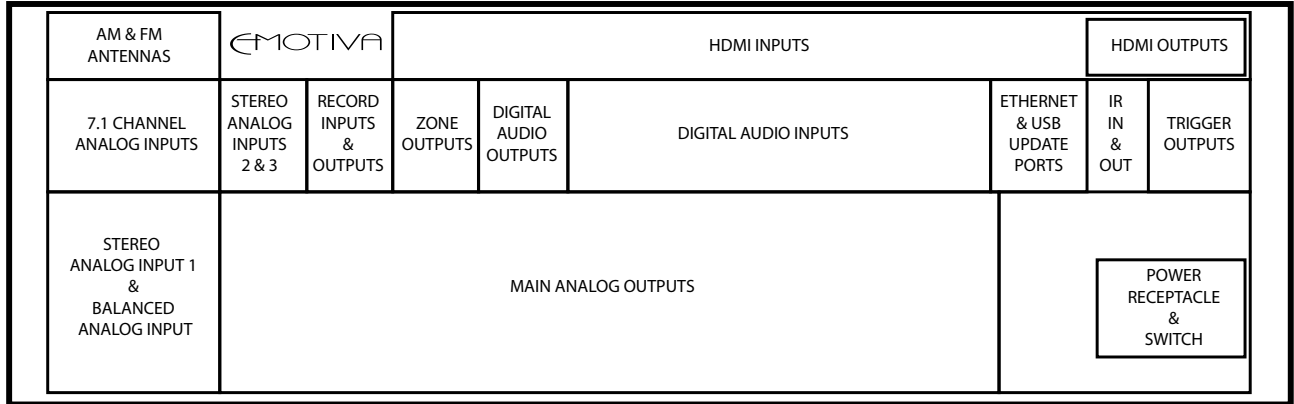 AM & FM
ANTENNAS
EMOTIVA
HDMI INPUTS
HDMI OUTPUTS
7.1 CHANNEL
ANALOG INPUTS
STEREO
ANALOG
INPUTS
2 & 3
RECORD
INPUTS
&
OUTPUTS
ZONE
OUTPUTS
DIGITAL
AUDIO
OUTPUTS
DIGITAL AUDIO INPUTS
ETHERNET
& USB
UPDATE
PORTS
IR
IN
&
OUT
TRIGGER
OUTPUTS
STEREO
ANALOG INPUT 1
&
BALANCED
ANALOG INPUT
MAIN ANALOG OUTPUTS
POWER
RECEPTACLE
&
SWITCH